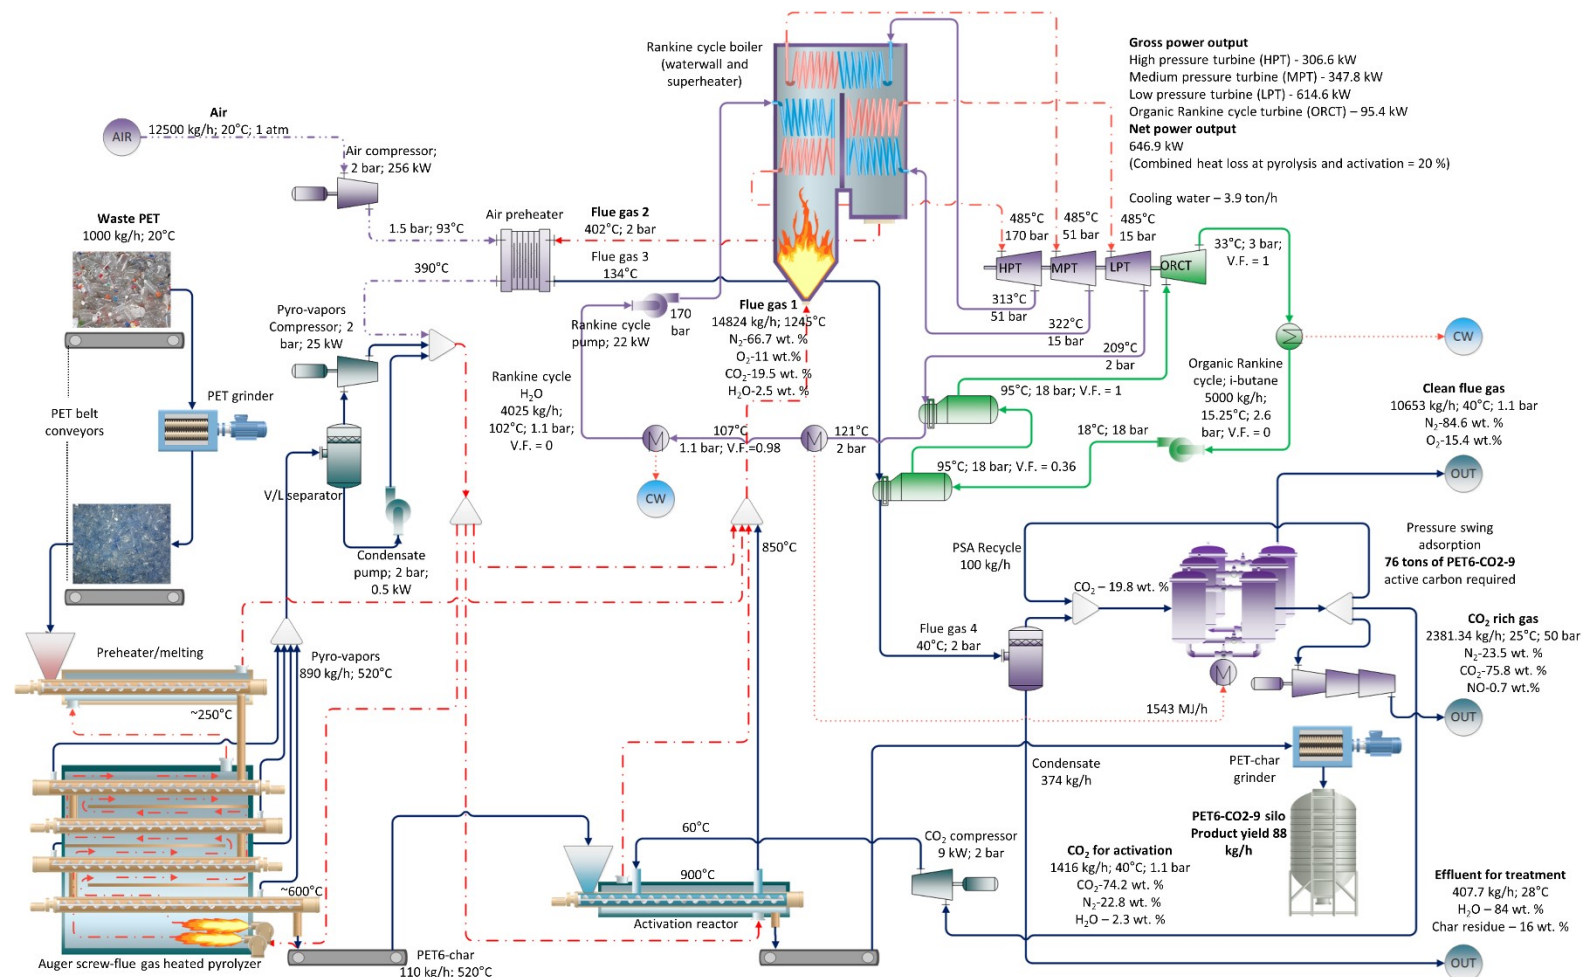 Rankine cycle boiler
(waterwall and
superheater)
Gross power output
High pressure turbine (HPT) - 306.6 kW
Medium pressure turbine (MPT) - 347.8 kW
Low pressure turbine (LPT) - 614.6 kW
Organic Rankine cycle turbine (ORCT) – 95.4 kW
Net power output
646.9 kW
(Combined heat loss at pyrolysis and activation = 20 %)
Cooling water – 3.9 ton/h
Air
12500 kg/h; 20°C; 1 atm
AIR
Air compressor;
2 bar; 256 kW
1.5 bar; 93°C
Air preheater
390°C
Flue gas 2
402°C; 2 bar
Flue gas 3
134°C
Waste PET
1000 kg/h; 20°C
PET grinder
PET belt
conveyors
Pyro-vapors
Compressor; 2
bar; 25 kW
V/L separator
Condensate
pump; 2 bar;
0.5 kW
Rankine cycle
pump; 22 kW
170
bar
Flue gas 1
14824 kg/h; 1245°C
N2-66.7 wt. %
O2-11 wt.%
CO2-19.5 wt. %
H2O-2.5 wt. %
Rankine cycle
H2O
4025 kg/h;
102°C; 1.1 bar;
V.F. = 0
107°C
1.1 bar; V.F.=0.98
M
CW
M
121°C
2 bar
485°C
170 bar
485°C
51 bar
485°C
15 bar
HPT
MPT
LPT
ORCT
313°C
51 bar
322°C
15 bar
209°C
2 bar
33°C; 3 bar;
V.F. = 1
CW
Organic Rankine
cycle; i-butane
5000 kg/h;
15.25°C; 2.6
bar; V.F. = 0
95°C; 18 bar; V.F. = 1
18°C; 18 bar
95°C; 18 bar; V.F. = 0.36
Clean flue gas
10653 kg/h; 40°C; 1.1 bar
N2-84.6 wt. %
O2-15.4 wt.%
OUT
Pressure swing
adsorption
76 tons of PET6-CO2-9
active carbon required
PSA Recycle
100 kg/h
CO2 – 19.8 wt. %
M
CO2 rich gas
2381.34 kg/h; 25°C; 50 bar
N2-23.5 wt. %
CO2-75.8 wt. %
NO-0.7 wt.%
OUT
Flue gas 4
40°C; 2 bar
1543 MJ/h
Condensate
374 kg/h
850°C
Preheater/melting
~250°C
Pyro-vapors
890 kg/h; 520°C
~600°C
Auger screw-flue gas heated pyrolyzer
PET6-char
110 kg/h; 520°C
60°C
900°C
Activation reactor
CO2 compressor
9 kW; 2 bar
CO2 for activation
1416 kg/h; 40°C; 1.1 bar
CO2-74.2 wt. %
N2-22.8 wt. %
H2O – 2.3 wt. %
PET-char
grinder
PET6-CO2-9 silo
Product yield 88
kg/h
Effluent for treatment
407.7 kg/h; 28°C
H2O – 84 wt. %
Char residue – 16 wt. %
OUT